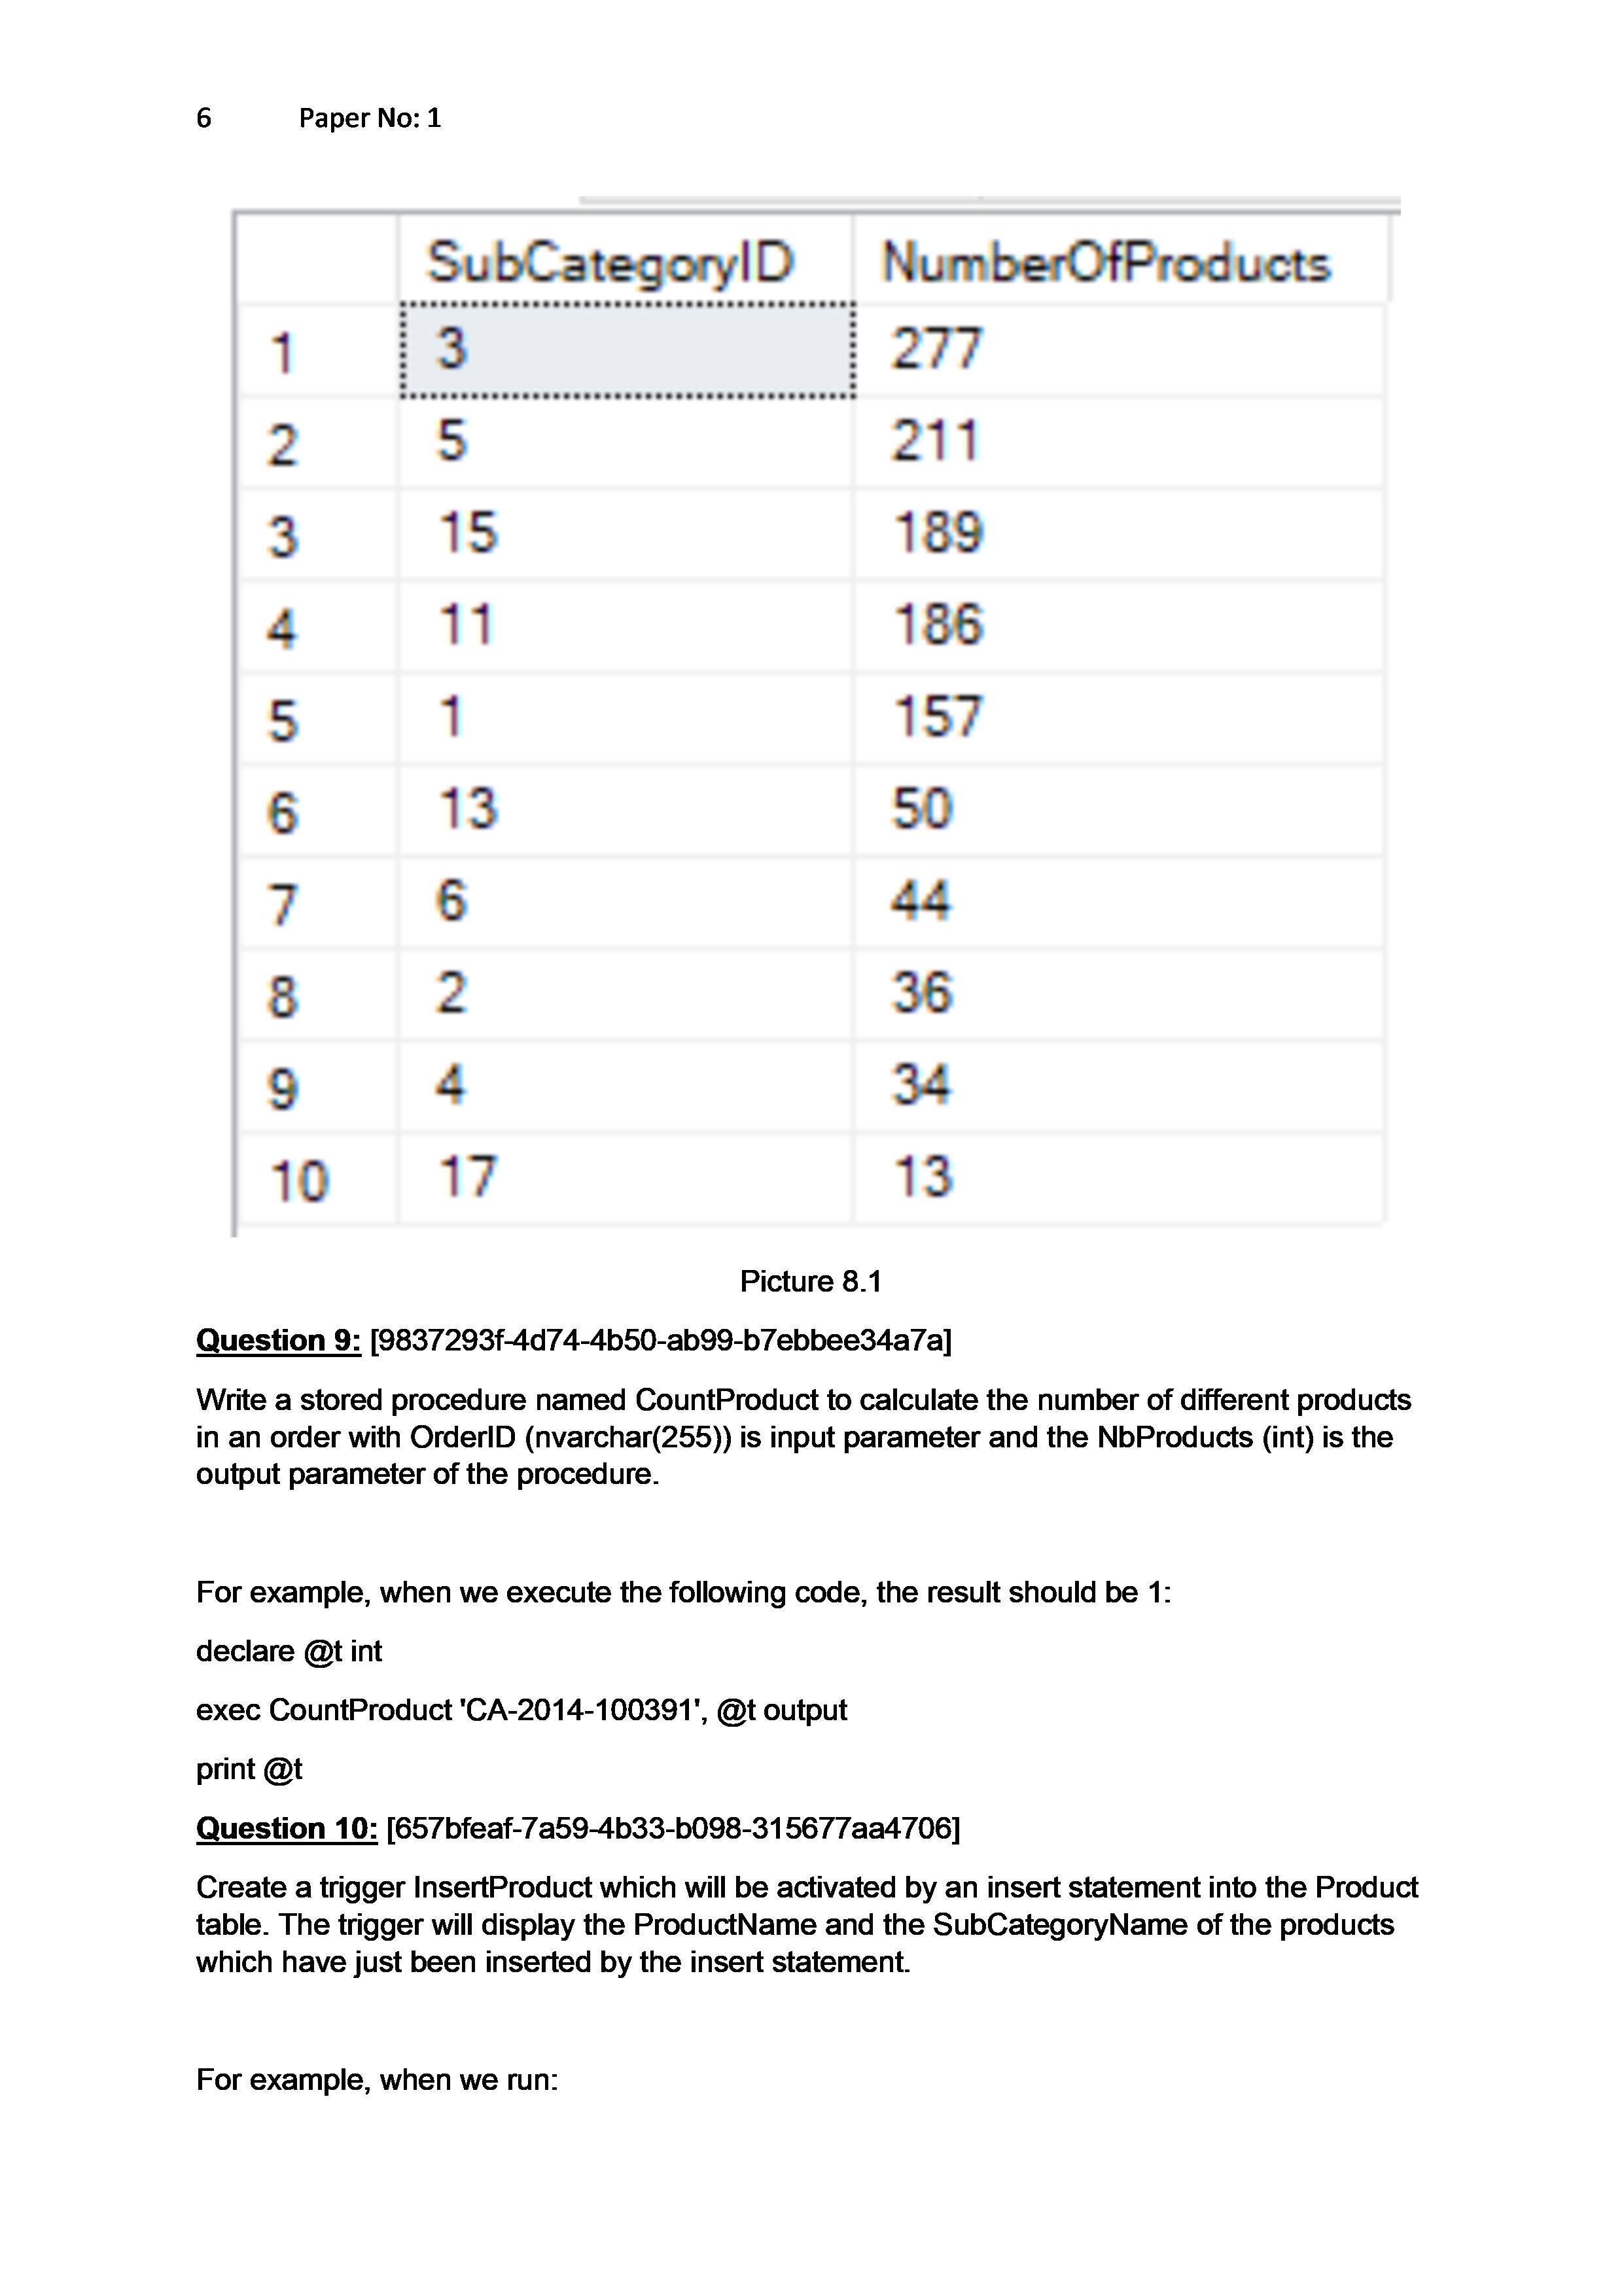 6 Paper No: 1
SubCategoryID NumberOfProducts
1 3 277
2 5 211
3 15 189
4 11 186
5 1 157
6 13 50
7 6 44
8 2 36
9 4 34
10 17 13
Picture 8.1
Question 9: [9837293f-4d74-4b50-ab99-b7ebbee34a7a]
Write a stored procedure named CountProduct to calculate the number of different products
in an order with OrderID (nvarchar(255)) is input parameter and the NbProducts (int) is the
output parameter of the procedure.
For example, when we execute the following code, the result should be 1:
declare @t int
exec CountProduct 'CA-2014-100391', @t output
print @t
Question 10: [657bfeaf-7a59-4b33-b098-315677aa4706]
Create a trigger InsertProduct which will be activated by an insert statement into the Product
table. The trigger will display the ProductName and the SubCategoryName of the products
which have just been inserted by the insert statement.
For example, when we run: